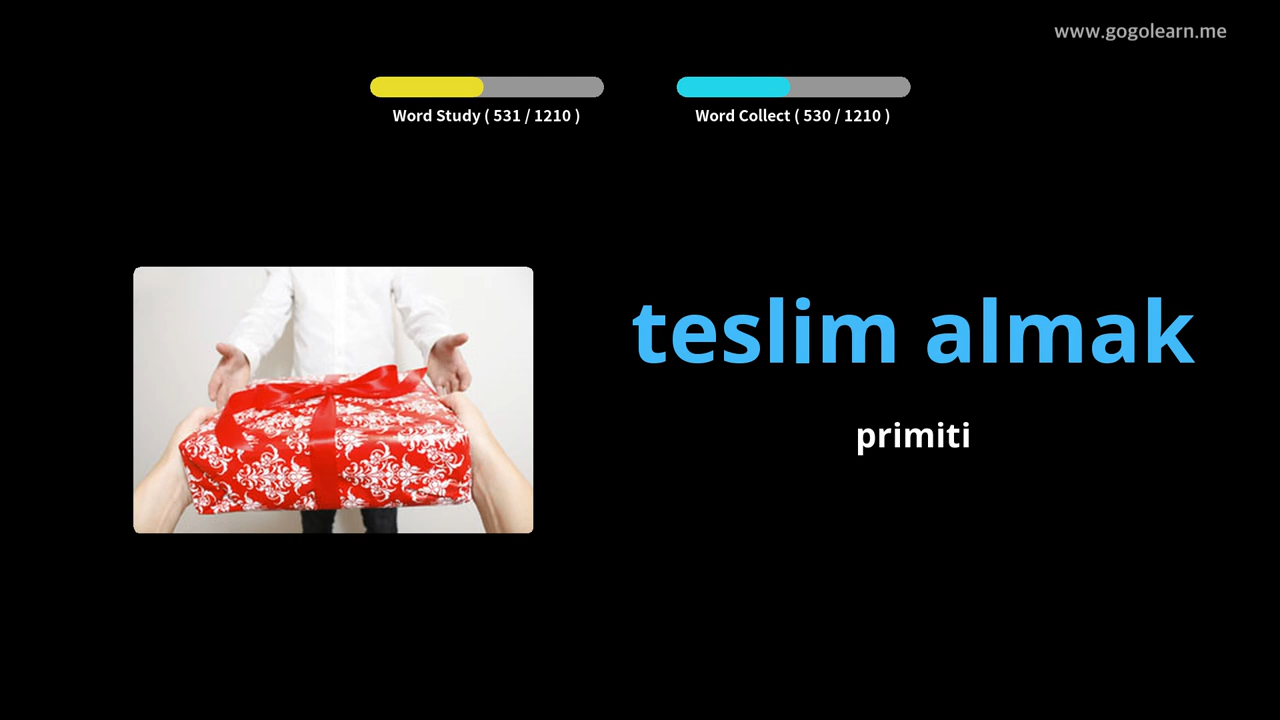 www.gogolearn.me
Word Study ( 531 / 1210 )
Word Collect ( 530 / 1210 )
teslim almak
primiti